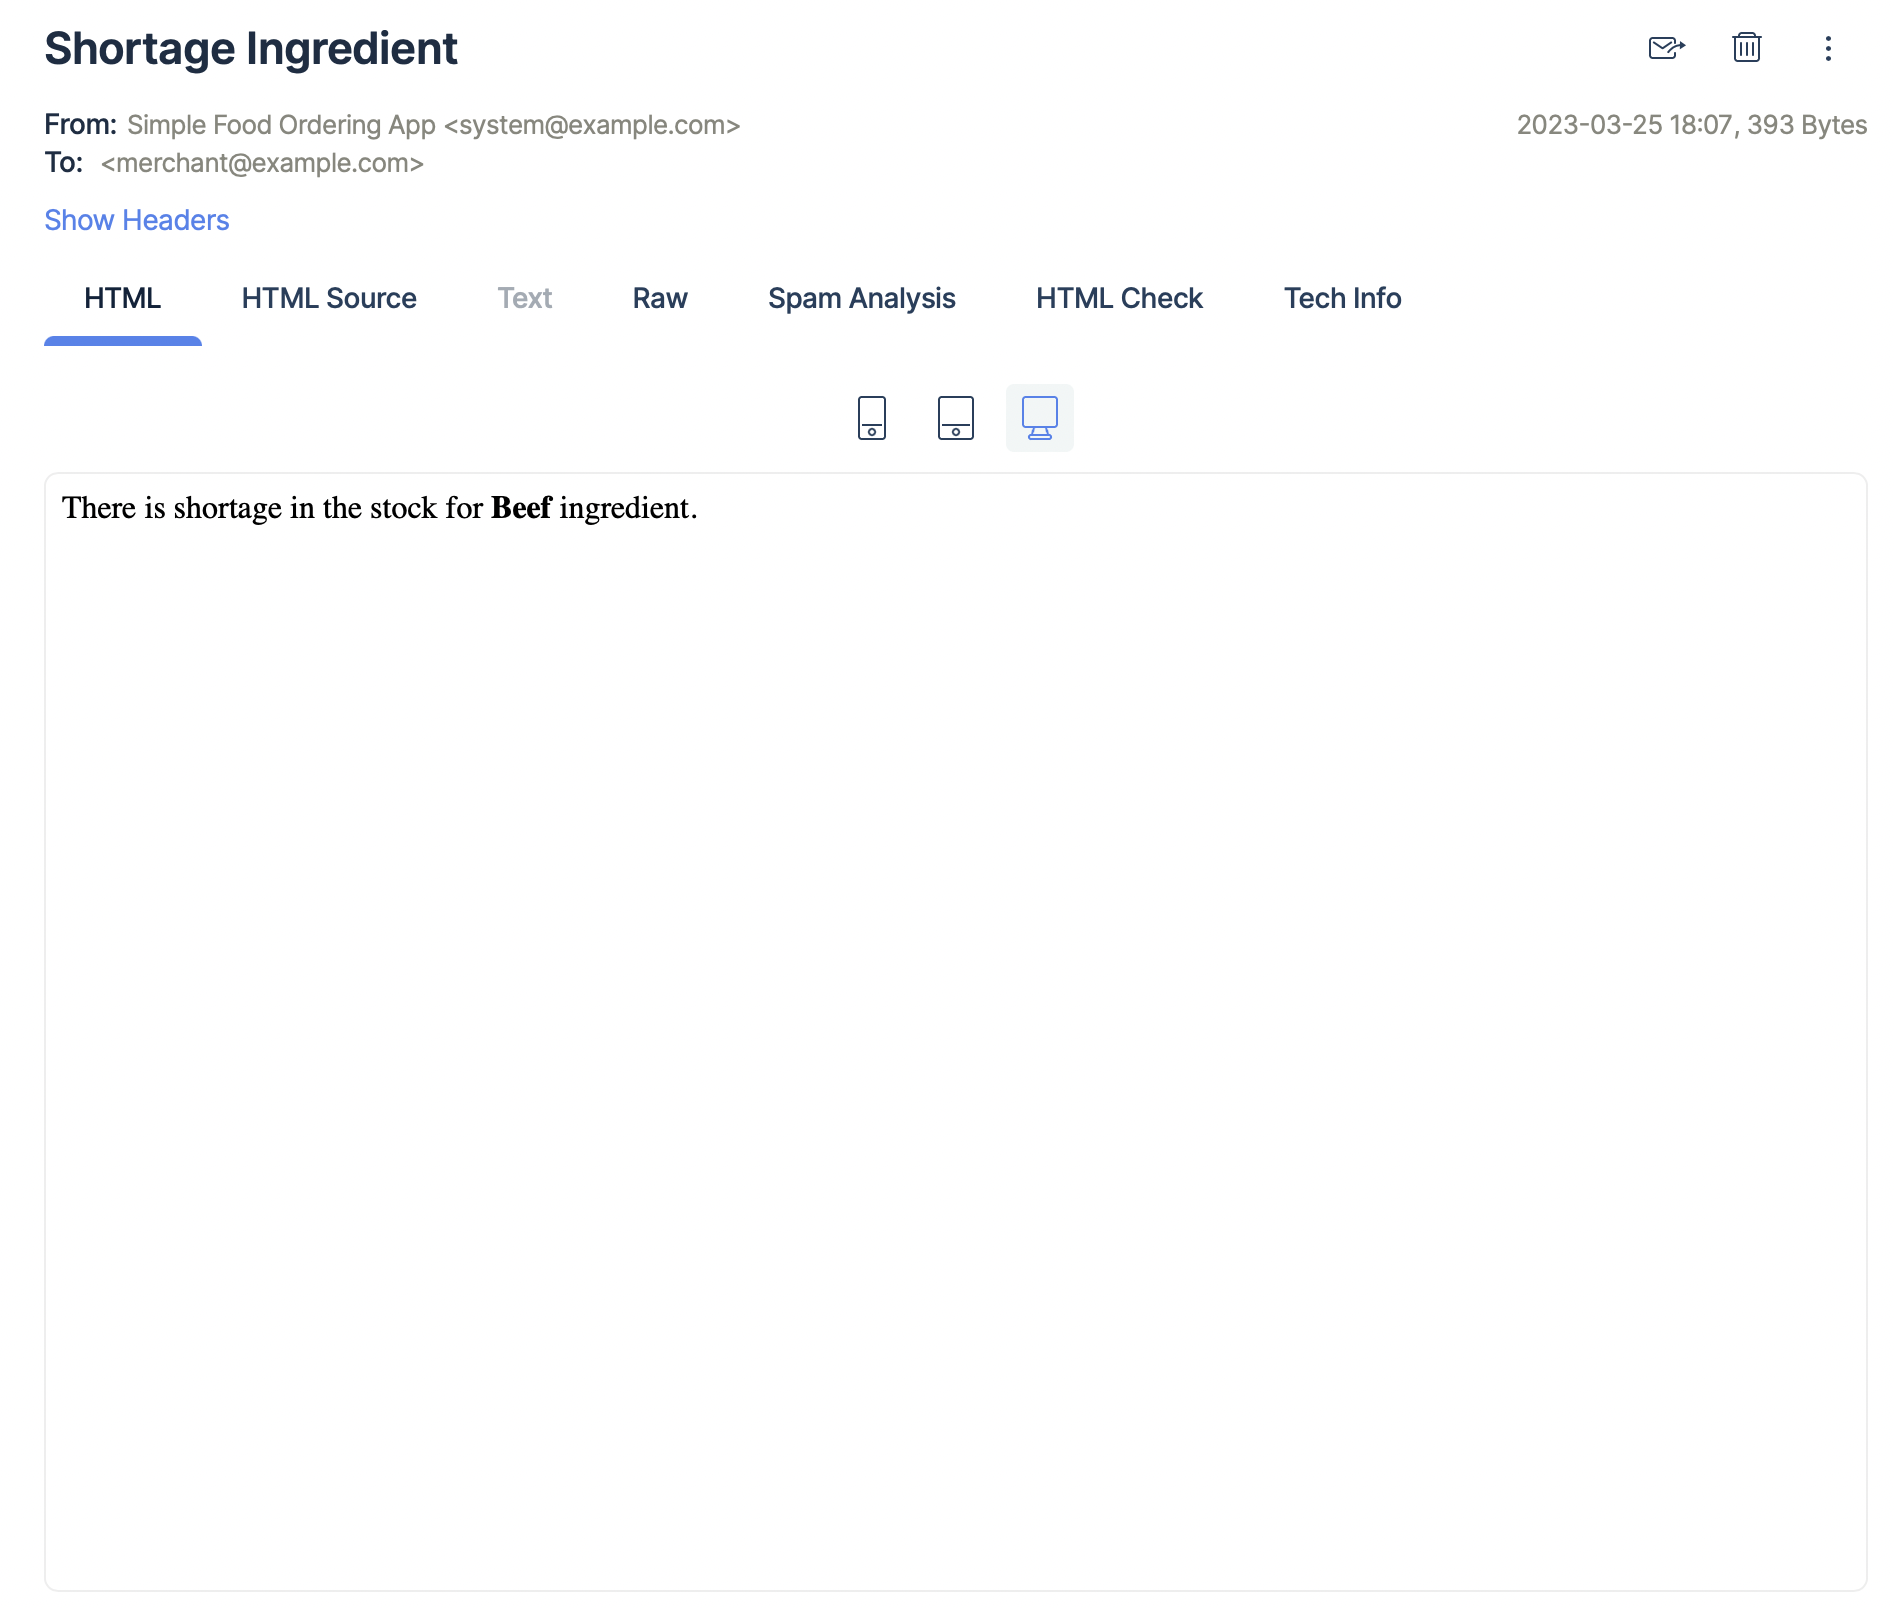 Shortage Ingredient
From: Simple Food Ordering App <system@example.com>
2023-03-25 18:07, 393 Bytes
To: <merchant@example.com>
Show Headers
HTML HTML Source Text Raw Spam Analysis HTML Check Tech Info
There is shortage in the stock for Beef ingredient.